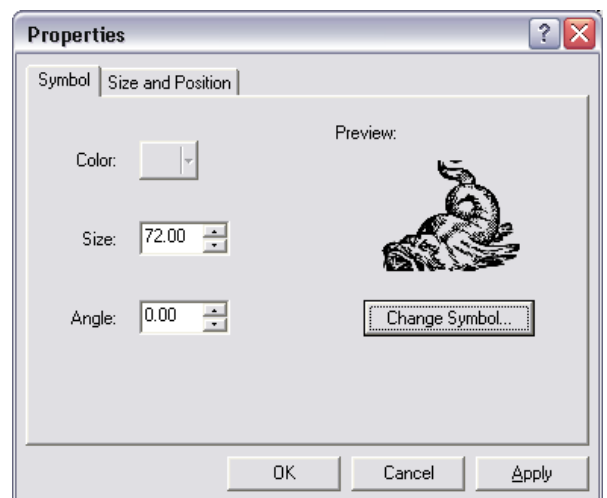 Properties
Symbol Size and Position
Preview:
Color:
Size: 72.00
Angle: 0.00
Change Symbol...
OK Cancel Apply